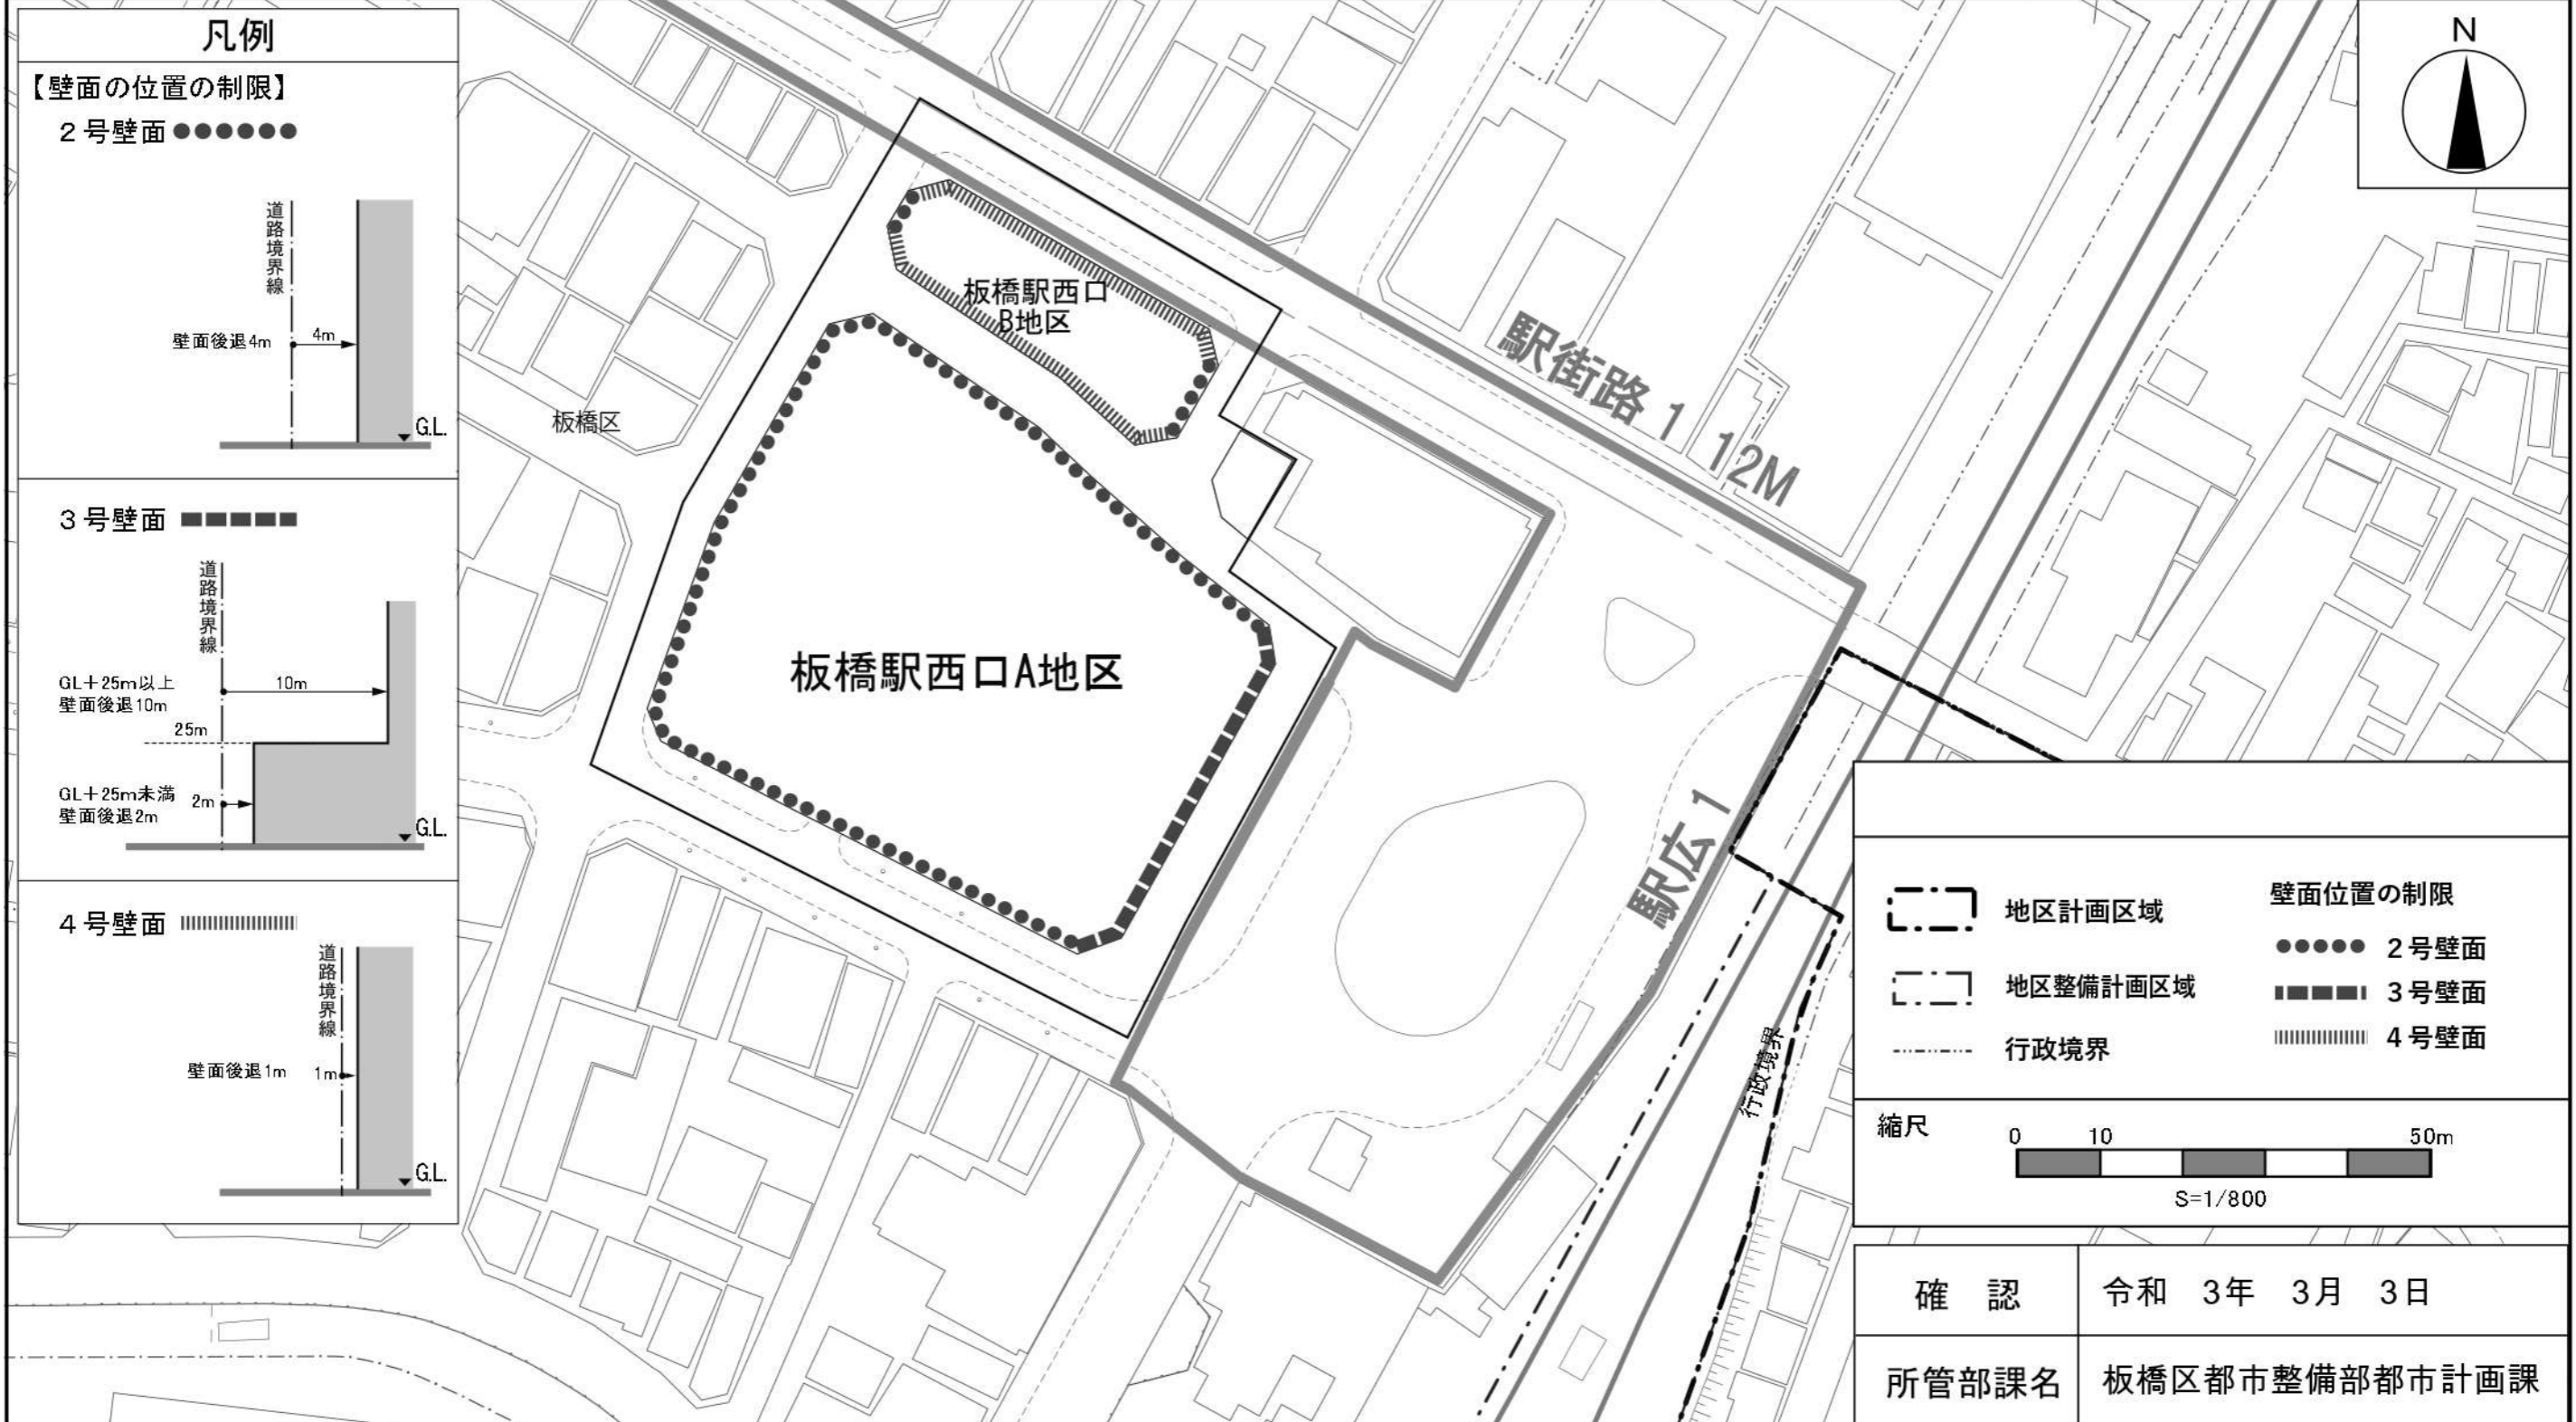 凡例
【壁面の位置の制限】
2号壁面
道路境界線
壁面後退4m
4m
G.L.
3号壁面
道路境界線
GL+25m以上
壁面後退10m
10m
25m
GL+25m未満
壁面後退2m
2m
G.L.
4号壁面
道路境界線
壁面後退1m
1m
G.L.
N
板橋駅西口
B地区
板橋区
駅街路 1 12M
板橋駅西口A地区
駅広 1
行政境界
地区計画区域
地区整備計画区域
行政境界
壁面位置の制限
2号壁面
3号壁面
4号壁面
縮尺
0 10 50m
S=1/800
確 認 令和 3年 3月 3日
所管部課名 板橋区都市整備部都市計画課